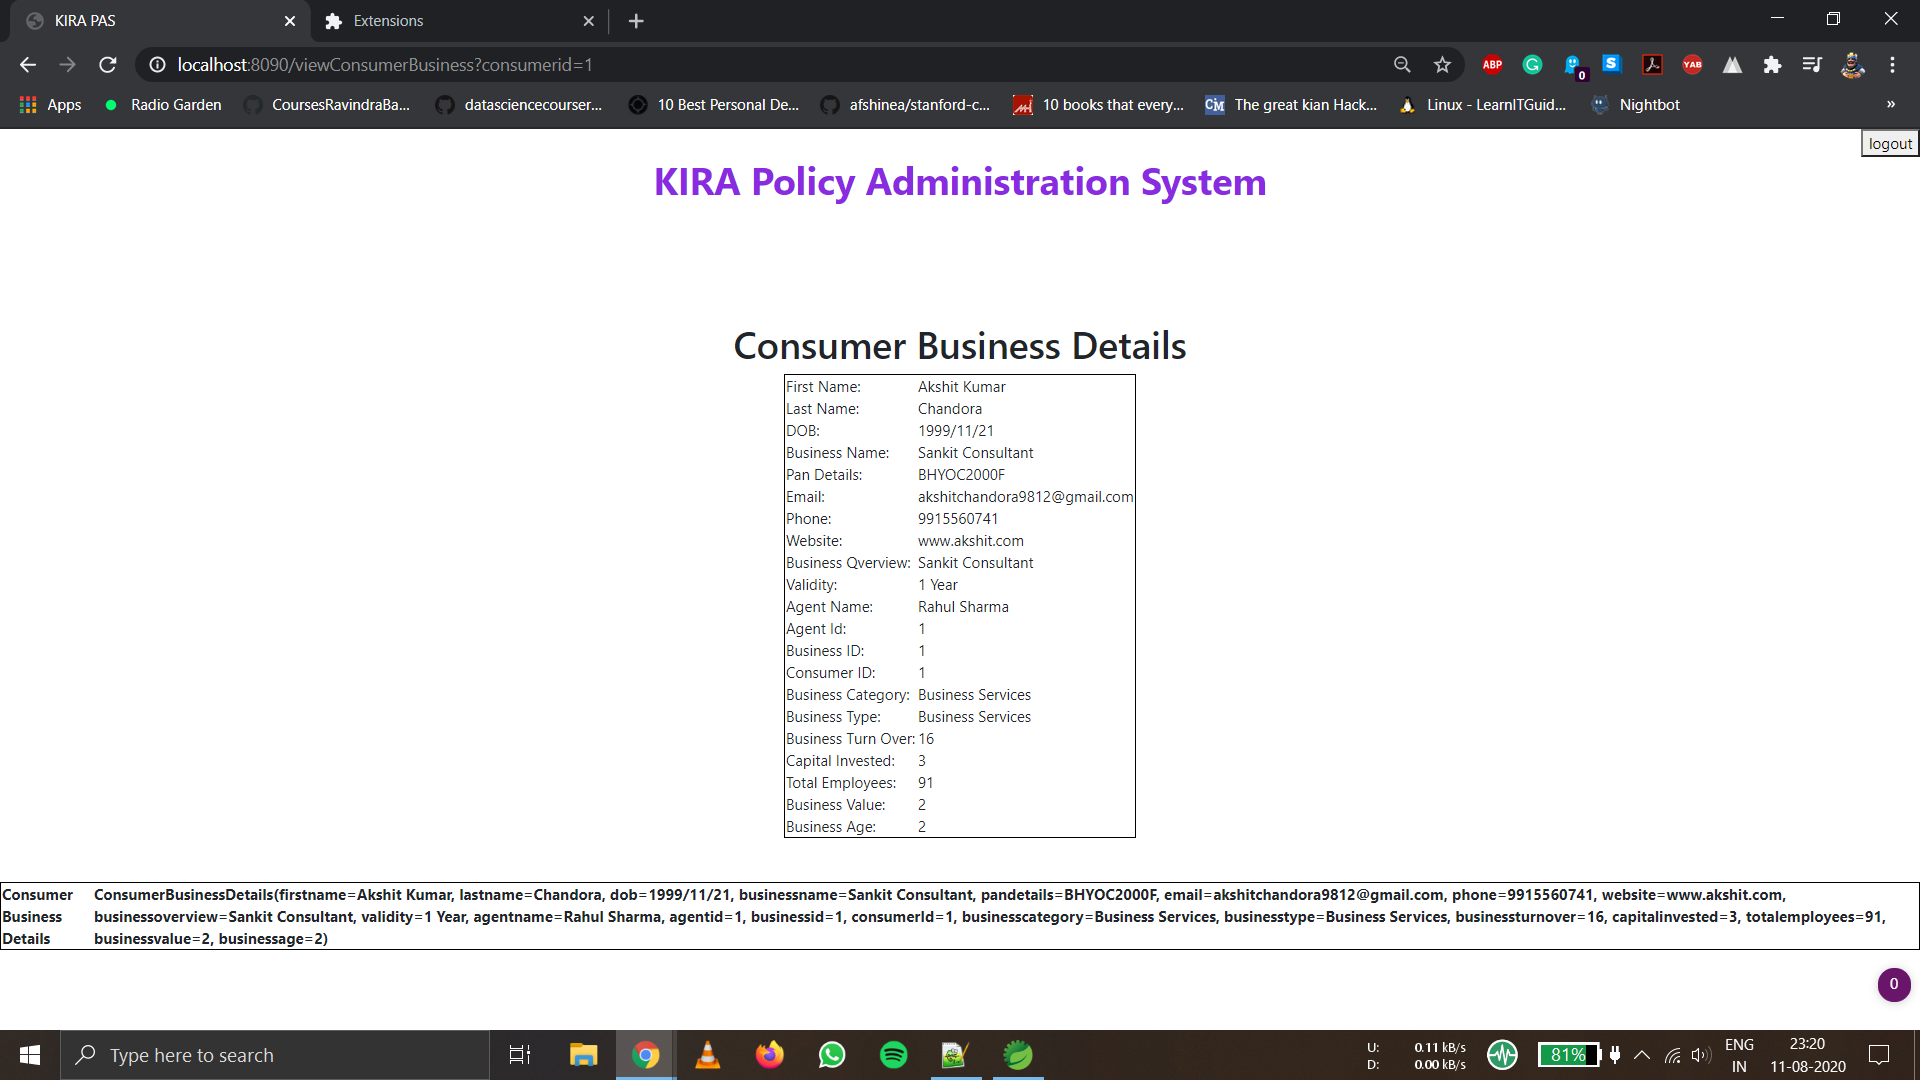 KIRA PAS
Extensions
localhost:8090/viewConsumerBusiness?consumerid=1
ABP
0
S
YAB
Apps
Radio Garden
CoursesRavindraBa...
datasciencecourser...
10 Best Personal De...
afshinea/stanford-c...
10 books that every...
CM
The great kian Hack...
Linux - LearnITGuid...
Nightbot
»
logout
KIRA Policy Administration System
Consumer Business Details
First Name: Akshit Kumar
Last Name: Chandora
DOB: 1999/11/21
Business Name: Sankit Consultant
Pan Details: BHYOC2000F
Email: akshitchandora9812@gmail.com
Phone: 9915560741
Website: www.akshit.com
Business Qverview: Sankit Consultant
Validity: 1 Year
Agent Name: Rahul Sharma
Agent Id: 1
Business ID: 1
Consumer ID: 1
Business Category: Business Services
Business Type: Business Services
Business Turn Over: 16
Capital Invested: 3
Total Employees: 91
Business Value: 2
Business Age: 2
Consumer ConsumerBusinessDetails(firstname=Akshit Kumar, lastname=Chandora, dob=1999/11/21, businessname=Sankit Consultant, pandetails=BHYOC2000F, email=akshitchandora9812@gmail.com, phone=9915560741, website=www.akshit.com,
Business businessoverview=Sankit Consultant, validity=1 Year, agentname=Rahul Sharma, agentid=1, businessid=1, consumerId=1, businesscategory=Business Services, businesstype=Business Services, businessturnover=16, capitalinvested=3, totalemployees=91,
Details businessvalue=2, businessage=2)
0
Type here to search
U: 0.11 kB/s
D: 0.00 kB/s
81%
ENG
IN
23:20
11-08-2020